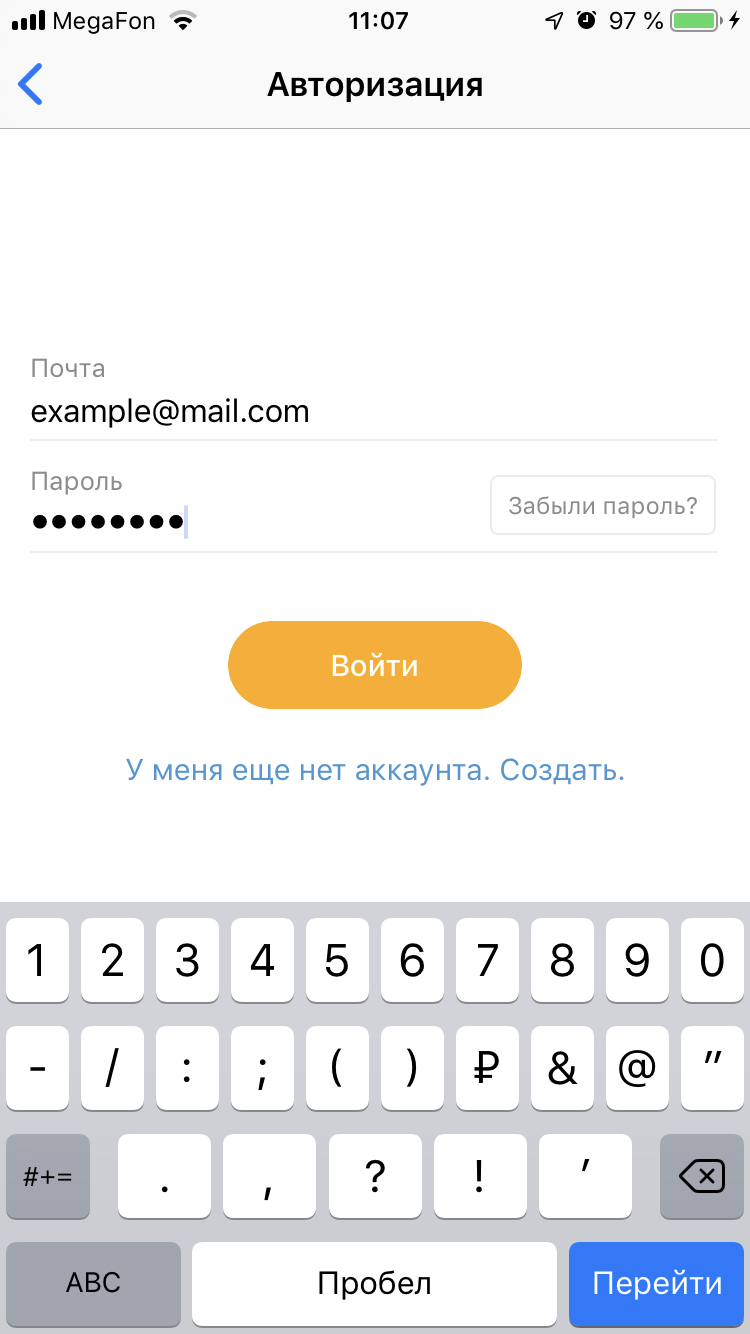 MegaFon 11:07 97 %
Авторизация
Почта
example@mail.com
Пароль
Забыли пароль?
••••••••
Войти
У меня еще нет аккаунта. Создать.
1 2 3 4 5 6 7 8 9 0
- / : ; ( ) ₽ & @ "
#+= . , ? ! '
ABC Пробел Перейти